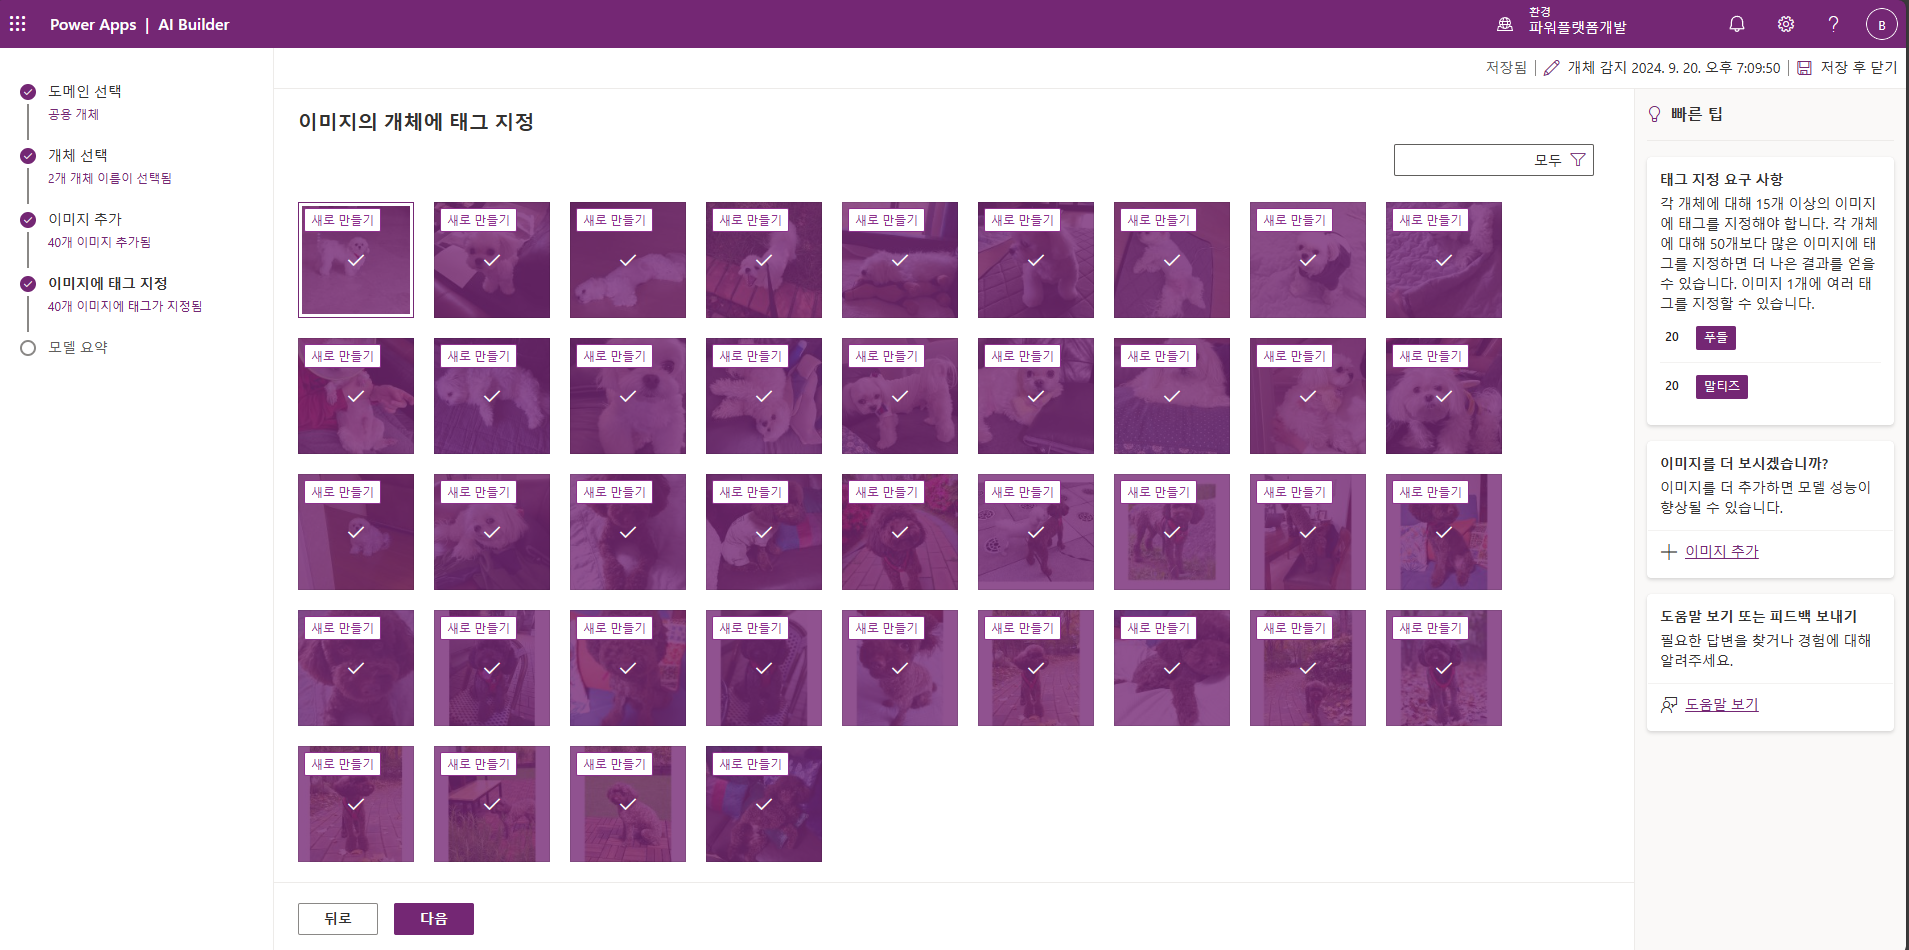 Power Apps | AI Builder
환경
파워플랫폼개발
B
저장됨
개체 감지 2024. 9. 20. 오후 7:09:50
저장 후 닫기
도메인 선택
공용 개체
개체 선택
2개 개체 이름이 선택됨
이미지 추가
40개 이미지 추가됨
이미지에 태그 지정
40개 이미지에 태그가 지정됨
모델 요약
이미지의 개체에 태그 지정
모두
새로 만들기 새로 만들기 새로 만들기 새로 만들기 새로 만들기 새로 만들기 새로 만들기 새로 만들기 새로 만들기
새로 만들기 새로 만들기 새로 만들기 새로 만들기 새로 만들기 새로 만들기 새로 만들기 새로 만들기 새로 만들기
새로 만들기 새로 만들기 새로 만들기 새로 만들기 새로 만들기 새로 만들기 새로 만들기 새로 만들기 새로 만들기
새로 만들기 새로 만들기 새로 만들기 새로 만들기 새로 만들기 새로 만들기 새로 만들기 새로 만들기 새로 만들기
새로 만들기 새로 만들기 새로 만들기 새로 만들기
뒤로
다음
빠른 팁
태그 지정 요구 사항
각 개체에 대해 15개 이상의 이미지
에 태그를 지정해야 합니다. 각 개체
에 대해 50개보다 많은 이미지에 태
그를 지정하면 더 나은 결과를 얻을
수 있습니다. 이미지 1개에 여러 태
그를 지정할 수 있습니다.
20 푸들
20 말티즈
이미지를 더 보시겠습니까?
이미지를 더 추가하면 모델 성능이
향상될 수 있습니다.
이미지 추가
도움말 보기 또는 피드백 보내기
필요한 답변을 찾거나 경험에 대해
알려주세요.
도움말 보기